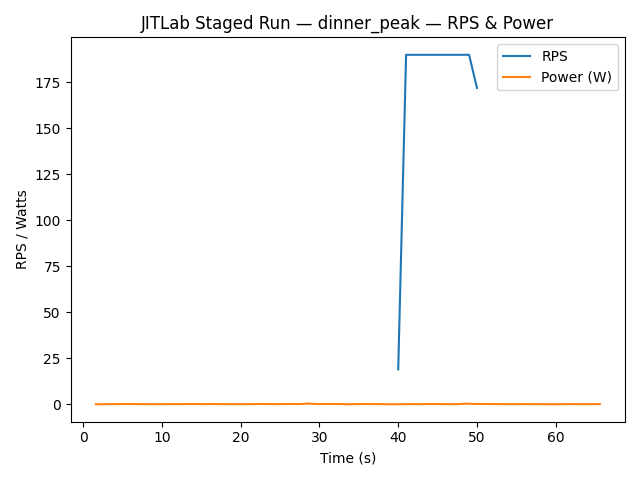 JITLab Staged Run — dinner_peak — RPS & Power
RPS
Power (W)
175
150
125
100
75
50
25
0
RPS / Watts
0 10 20 30 40 50 60
Time (s)